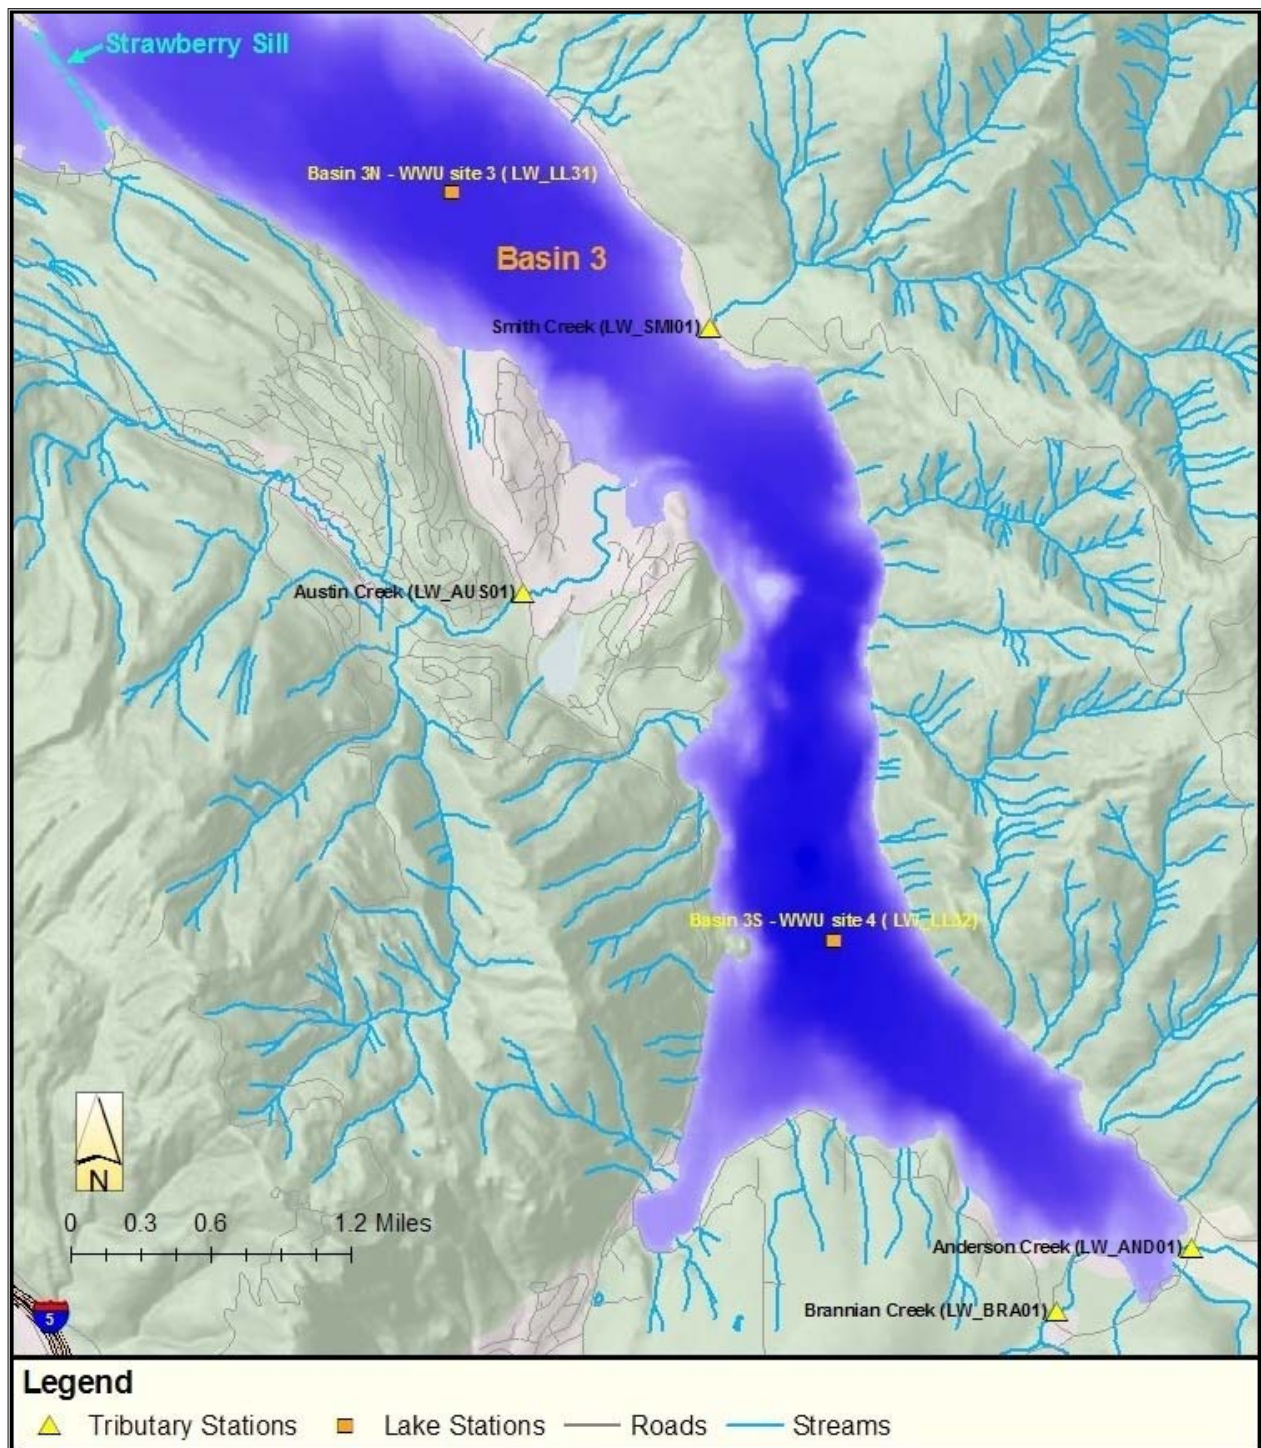 Strawberry Sill
Basin 3N - WWU site 3 ( LW_LL31)
Basin 3
Smith Creek (LW_SMI01)
Austin Creek (LW_AUS01)
Basin 3S - WWU site 4 ( LW_LL32)
N
0 0.3 0.6 1.2 Miles
Anderson Creek (LW_AND01)
Brannian Creek (LW_BRA01)
5
Legend
Tributary Stations Lake Stations Roads Streams